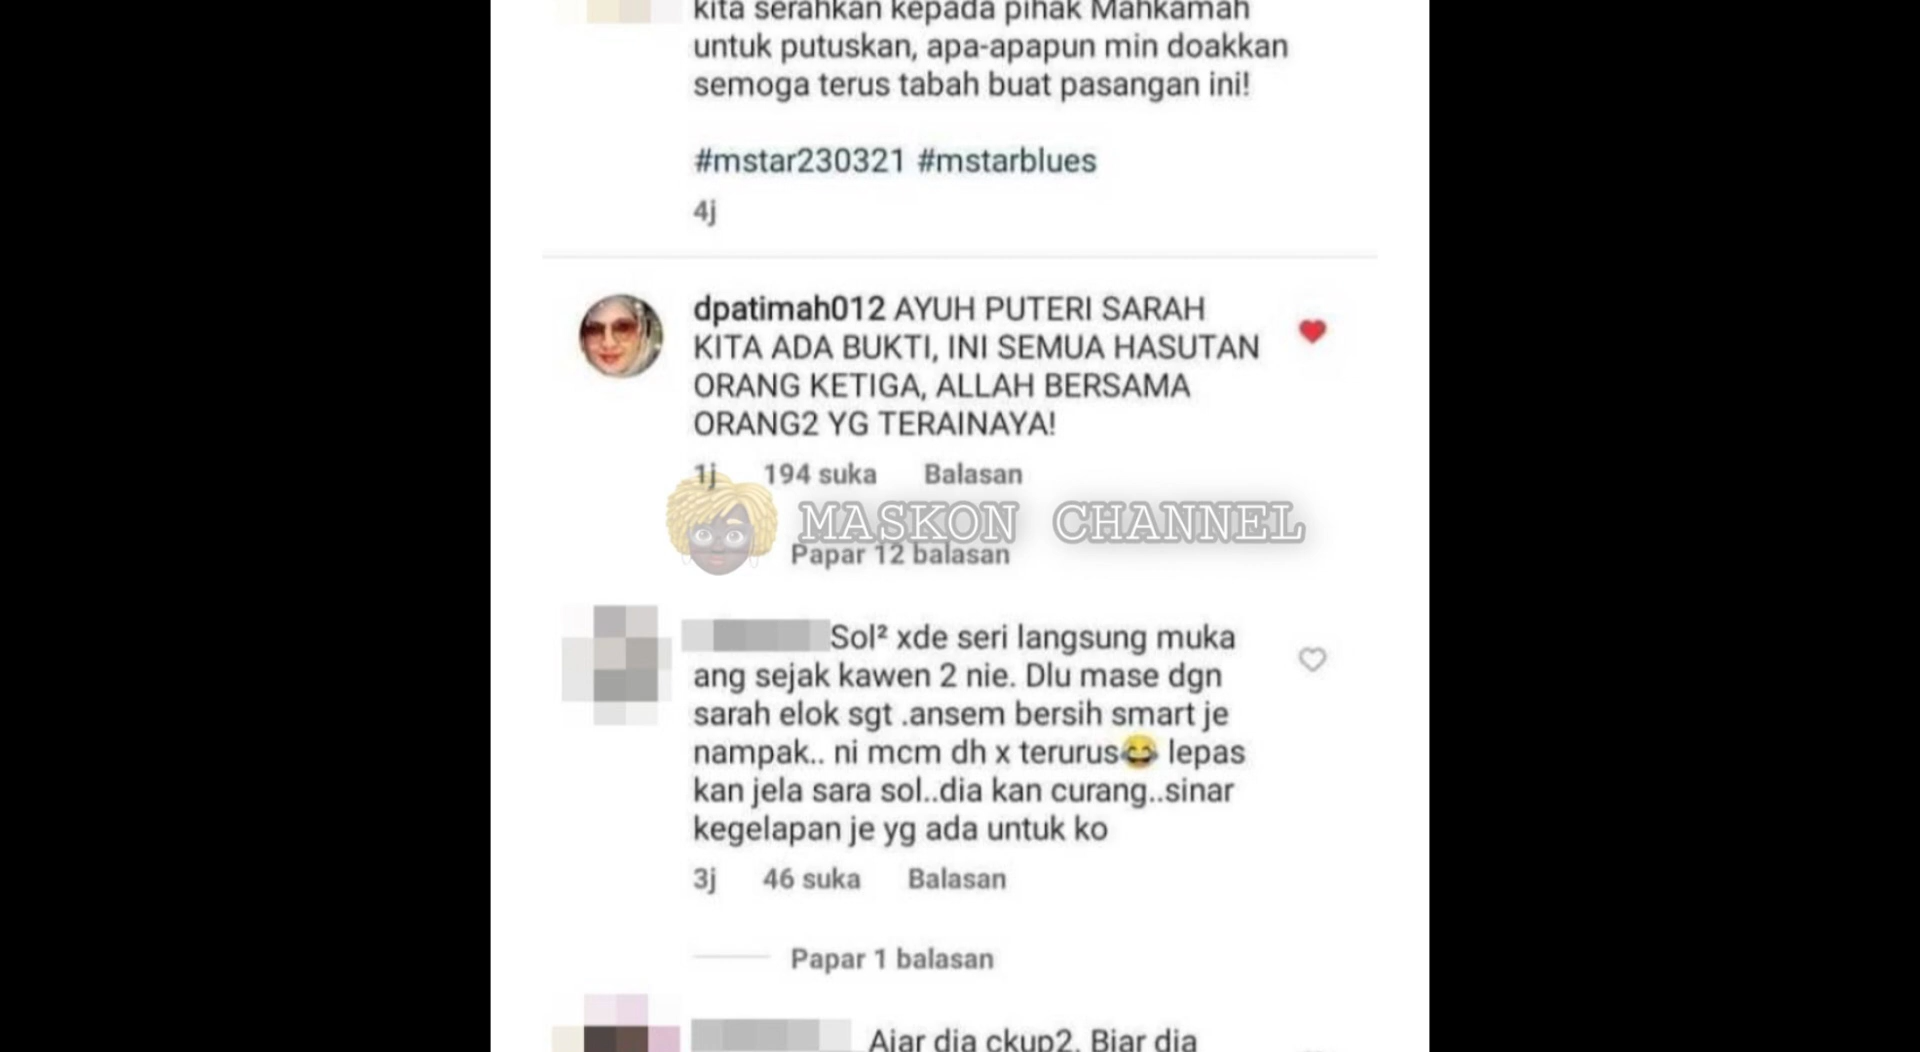 kita serahkan kepada pihak Mahkamah
untuk putuskan, apa-apapun min doakkan
semoga terus tabah buat pasangan ini!
#mstar230321 #mstarblues
4j
dpatimah012 AYUH PUTERI SARAH
KITA ADA BUKTI, INI SEMUA HASUTAN
ORANG KETIGA, ALLAH BERSAMA
ORANG2 YG TERAINAYA!
1j 194 suka Balasan
MASKON CHANNEL
Papar 12 balasan
Sol² xde seri langsung muka
ang sejak kawen 2 nie. Dlu mase dgn
sarah elok sgt .ansem bersih smart je
nampak.. ni mcm dh x terurus😂 lepas
kan jela sara sol..dia kan curang..sinar
kegelapan je yg ada untuk ko
3j 46 suka Balasan
Papar 1 balasan
Ajar dia ckup2. Biar dia